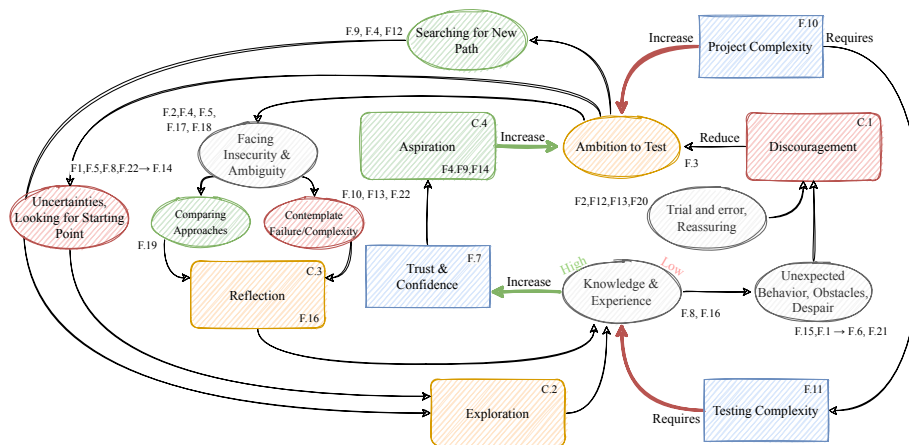 F.9, F.4, F12
Searching for New
Path
F.10
Project Complexity
Increase
Requires
F.2,F.4, F.5,
F.17, F.18
Facing
Insecurity &
Ambiguity
C.4
Aspiration
F4.F9,F14
Increase
Ambition to Test
F.3
Reduce
C.1
Discouragement
F1,F.5,F.8,F.22→ F.14
Uncertainties,
Looking for Starting
Point
Comparing
Approaches
F.10, F13, F.22
Contemplate
Failure/Complexity
F2,F12,F13,F20
Trial and error,
Reassuring
F.19
C.3
Reflection
F.16
F.7
Trust &
Confidence
Increase
High
Low
Knowledge &
Experience
F.8, F.16
Unexpected
Behavior, Obstacles,
Despair
F.15,F.1 → F.6, F.21
C.2
Exploration
Requires
F.11
Testing Complexity